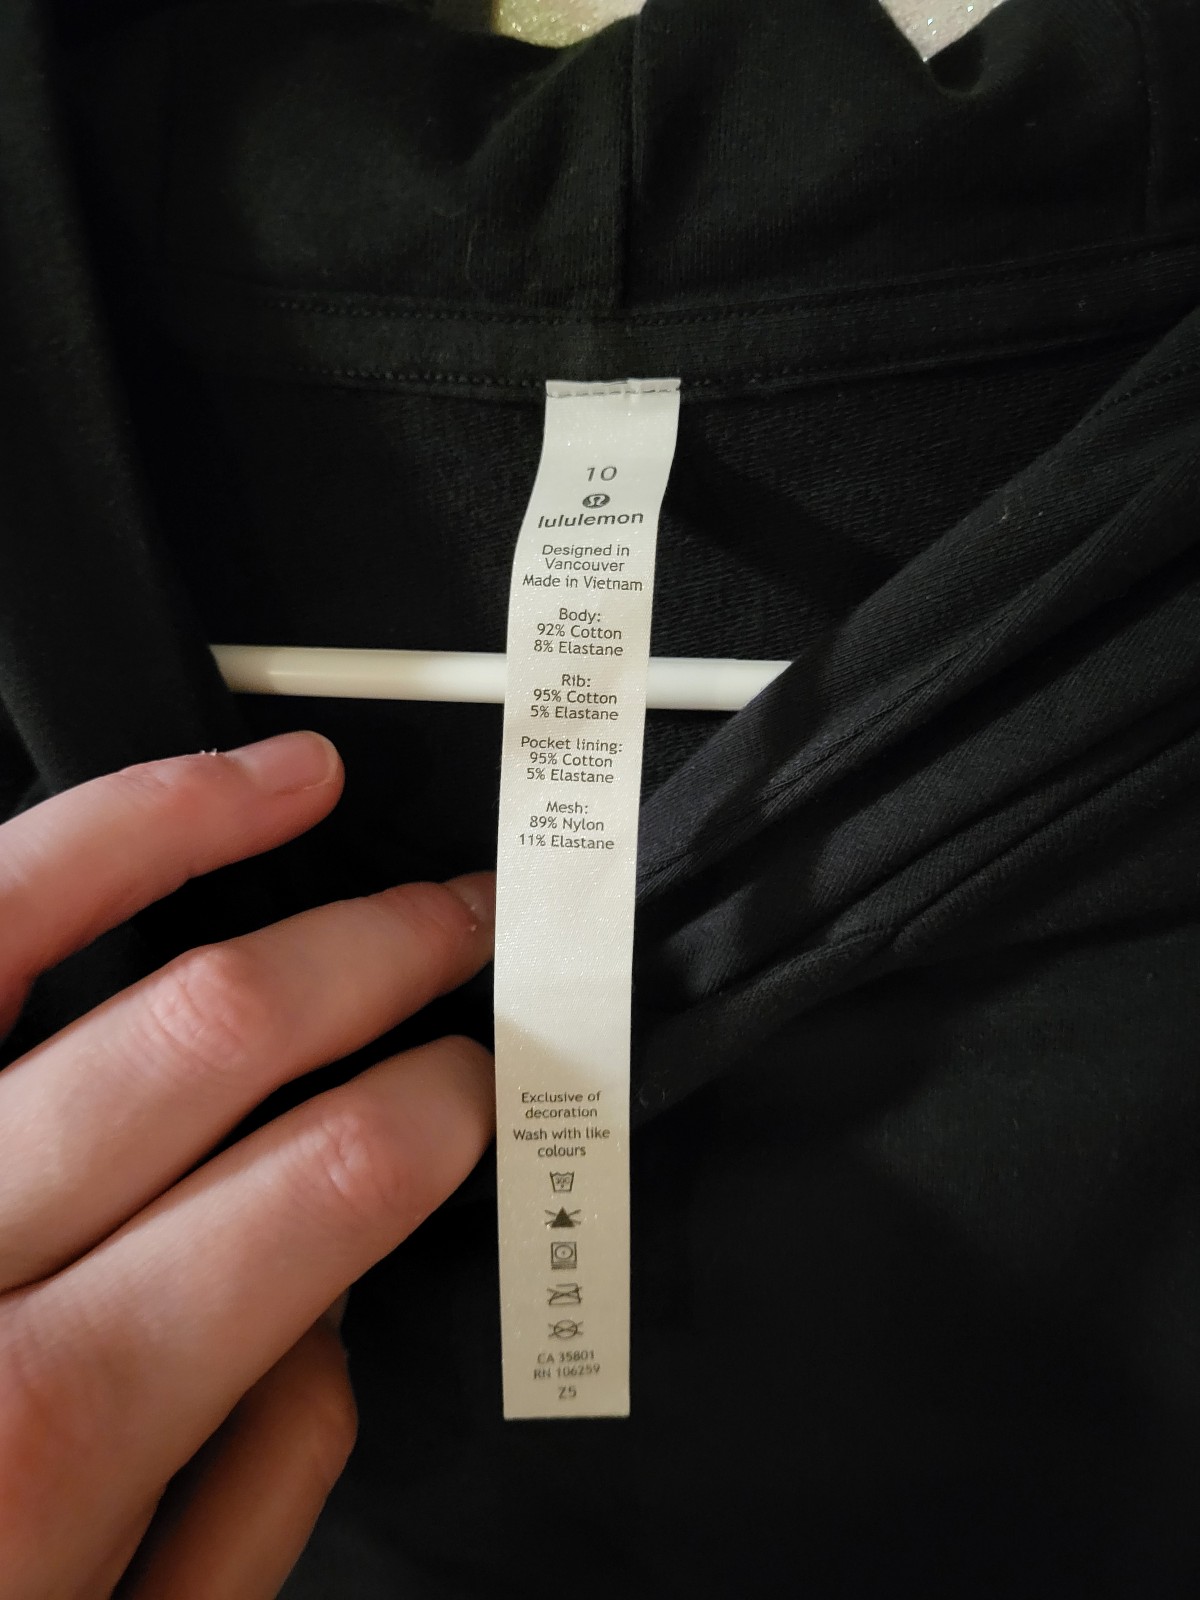 10
lululemon
Designed in
Vancouver
Made in Vietnam
Body:
92% Cotton
8% Elastane
Rib:
95% Cotton
5% Elastane
Pocket lining:
95% Cotton
5% Elastane
Mesh:
89% Nylon
11% Elastane
Exclusive of
decoration
Wash with like
colours
CA 35801
RN 106259
Z5